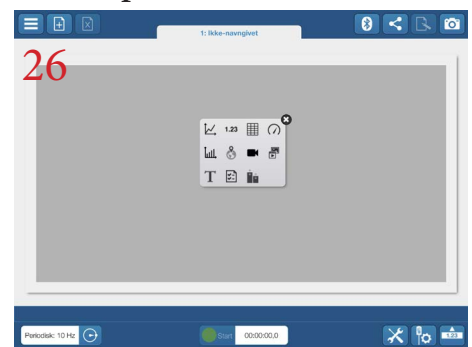 1: Ikke-navngivet
26
1.23
T
Periodisk: 10 Hz
Start
00:00:00,0
1.23